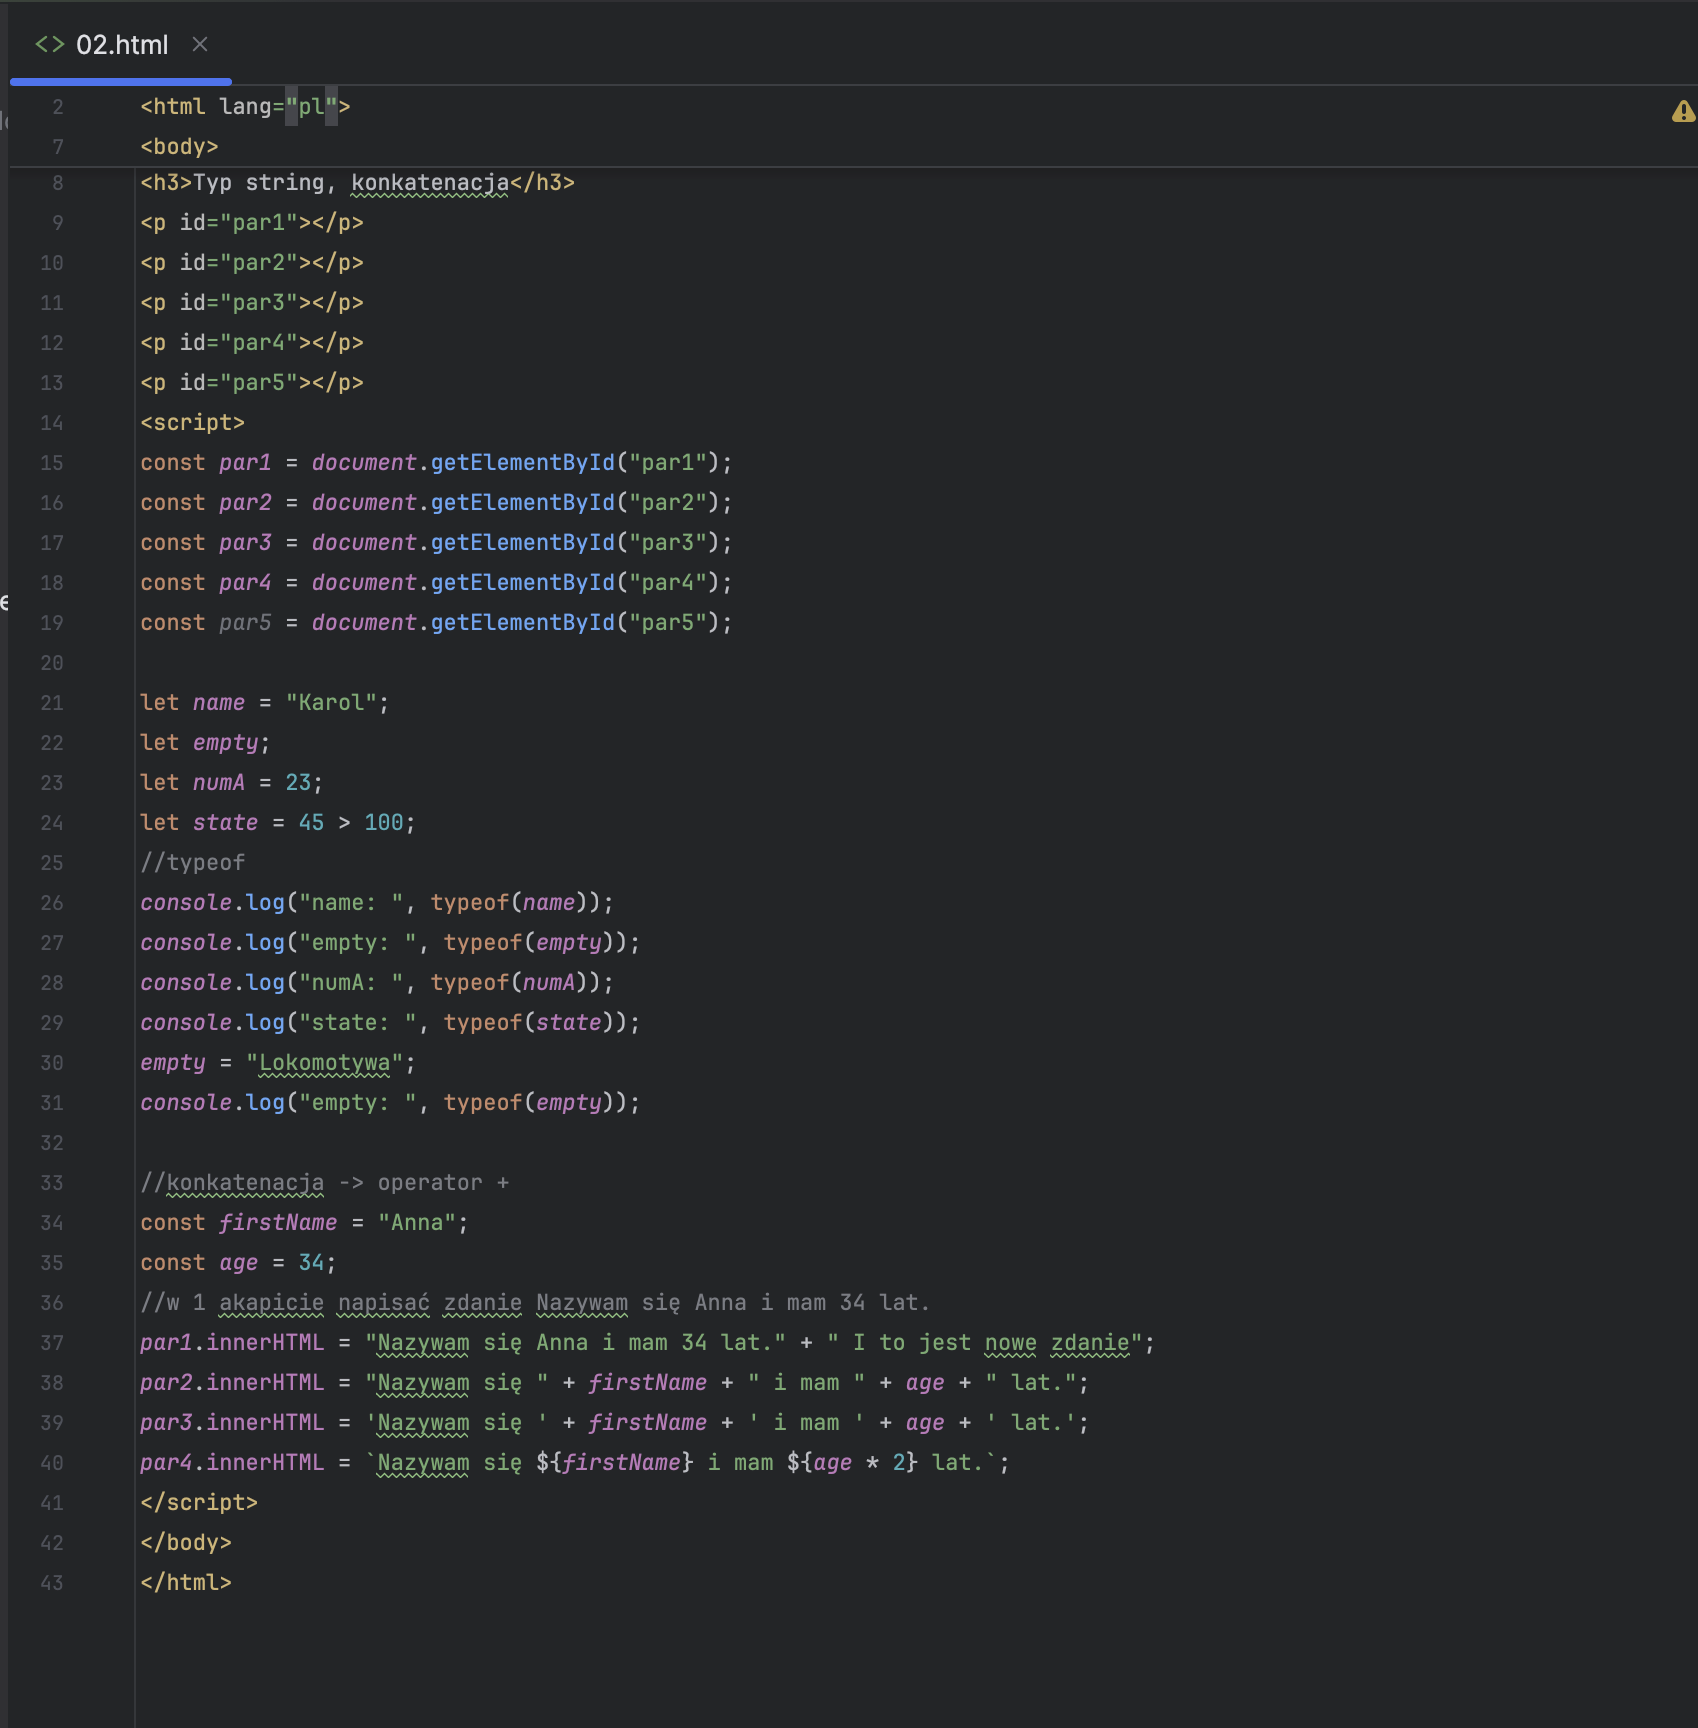 02.html
2 <html lang="pl">
7 <body>
8 <h3>Typ string, konkatenacja</h3>
9 <p id="par1"></p>
10 <p id="par2"></p>
11 <p id="par3"></p>
12 <p id="par4"></p>
13 <p id="par5"></p>
14 <script>
15 const par1 = document.getElementById("par1");
16 const par2 = document.getElementById("par2");
17 const par3 = document.getElementById("par3");
18 const par4 = document.getElementById("par4");
19 const par5 = document.getElementById("par5");
20
21 let name = "Karol";
22 let empty;
23 let numA = 23;
24 let state = 45 > 100;
25 //typeof
26 console.log("name: ", typeof(name));
27 console.log("empty: ", typeof(empty));
28 console.log("numA: ", typeof(numA));
29 console.log("state: ", typeof(state));
30 empty = "Lokomotywa";
31 console.log("empty: ", typeof(empty));
32
33 //konkatenacja -> operator +
34 const firstName = "Anna";
35 const age = 34;
36 //w 1 akapicie napisać zdanie Nazywam się Anna i mam 34 lat.
37 par1.innerHTML = "Nazywam się Anna i mam 34 lat." + " I to jest nowe zdanie";
38 par2.innerHTML = "Nazywam się " + firstName + " i mam " + age + " lat.";
39 par3.innerHTML = 'Nazywam się ' + firstName + ' i mam ' + age + ' lat.';
40 par4.innerHTML = `Nazywam się ${firstName} i mam ${age * 2} lat.`;
41 </script>
42 </body>
43 </html>